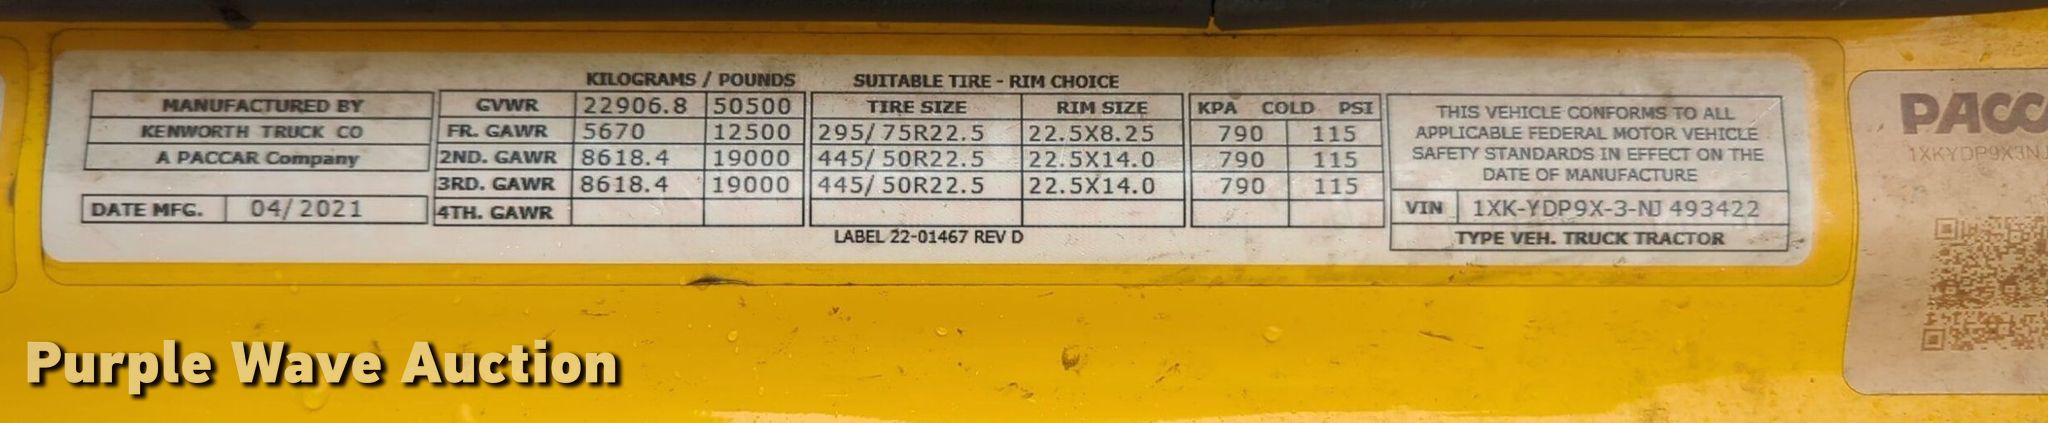 KILOGRAMS / POUNDS SUITABLE TIRE - RIM CHOICE
MANUFACTURED BY GVWR 22906.8 50500 TIRE SIZE RIM SIZE KPA COLD PSI
KENWORTH TRUCK CO FR. GAWR 5670 12500 295/75R22.5 22.5X8.25 790 115
A PACCAR Company 2ND. GAWR 8618.4 19000 445/50R22.5 22.5X14.0 790 115
3RD. GAWR 8618.4 19000 445/50R22.5 22.5X14.0 790 115
DATE MFG. 04/2021 4TH. GAWR
LABEL 22-01467 REV D
THIS VEHICLE CONFORMS TO ALL
APPLICABLE FEDERAL MOTOR VEHICLE
SAFETY STANDARDS IN EFFECT ON THE
DATE OF MANUFACTURE
VIN 1XK-YDP9X-3-NJ 493422
TYPE VEH. TRUCK TRACTOR
PACC
1XKYDP9X3NJ
Purple Wave Auction